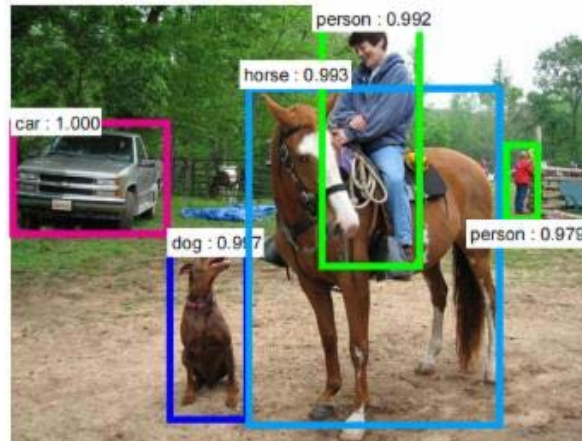 person : 0.992
horse : 0.993
car : 1.000
dog : 0.997
person : 0.979